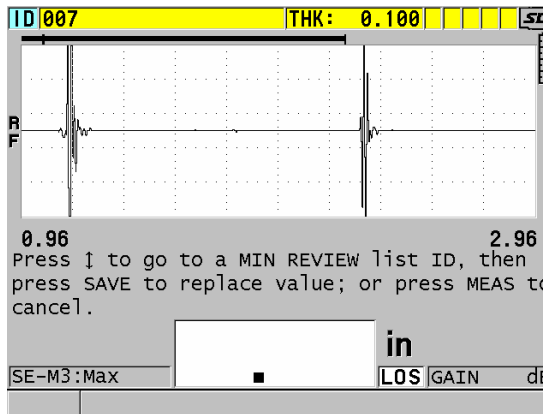 ID 007 THK: 0.100
RF
0.96 2.96
Press ↕ to go to a MIN REVIEW list ID, then
press SAVE to replace value; or press MEAS to
cancel.
in
SE-M3:Max LOS GAIN dB